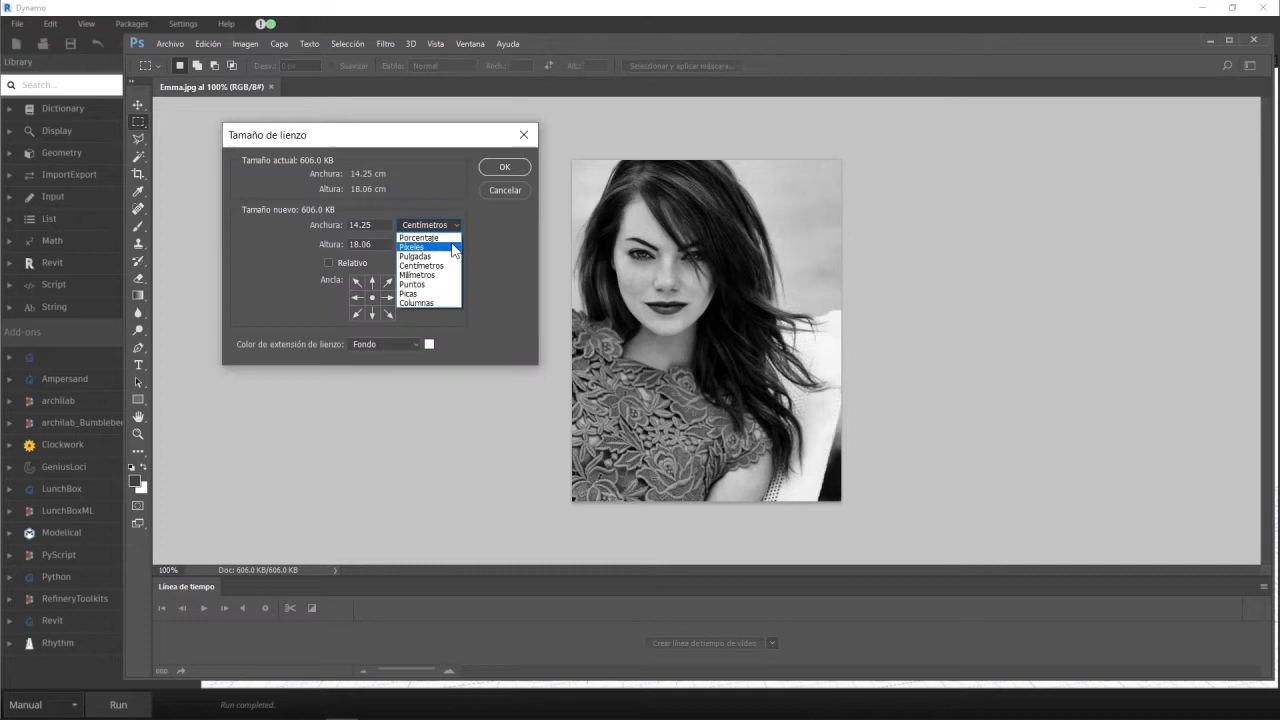 Dynamo
File Edit View Packages Settings Help
Ps Archivo Edición Imagen Capa Texto Selección Filtro 3D Vista Ventana Ayuda
Library
Desv.: 0 px Suavizar Estilo: Normal Anch.: Alt.: Seleccionar y aplicar máscara...
Search...
Emma.jpg al 100% (RGB/8#)
Dictionary
Display
Geometry
ImportExport
Input
List
Math
Revit
Script
String
Add-ons
Ampersand
archilab
archilab_Bumblebee
Clockwork
GeniusLoci
LunchBox
LunchBoxML
Modelical
PyScript
Python
RefineryToolkits
Revit
Rhythm
Tamaño de lienzo
Tamaño actual: 606.0 KB
Anchura: 14.25 cm
Altura: 18.06 cm
OK
Cancelar
Tamaño nuevo: 606.0 KB
Anchura: 14.25 Centímetros
Altura: 18.06
Porcentaje
Píxeles
Pulgadas
Centímetros
Milímetros
Puntos
Picas
Columnas
Relativo
Ancla:
Color de extensión de lienzo: Fondo
100% Doc: 606.0 KB/606.0 KB
Línea de tiempo
Crear línea de tiempo de vídeo
Manual Run Run completed.